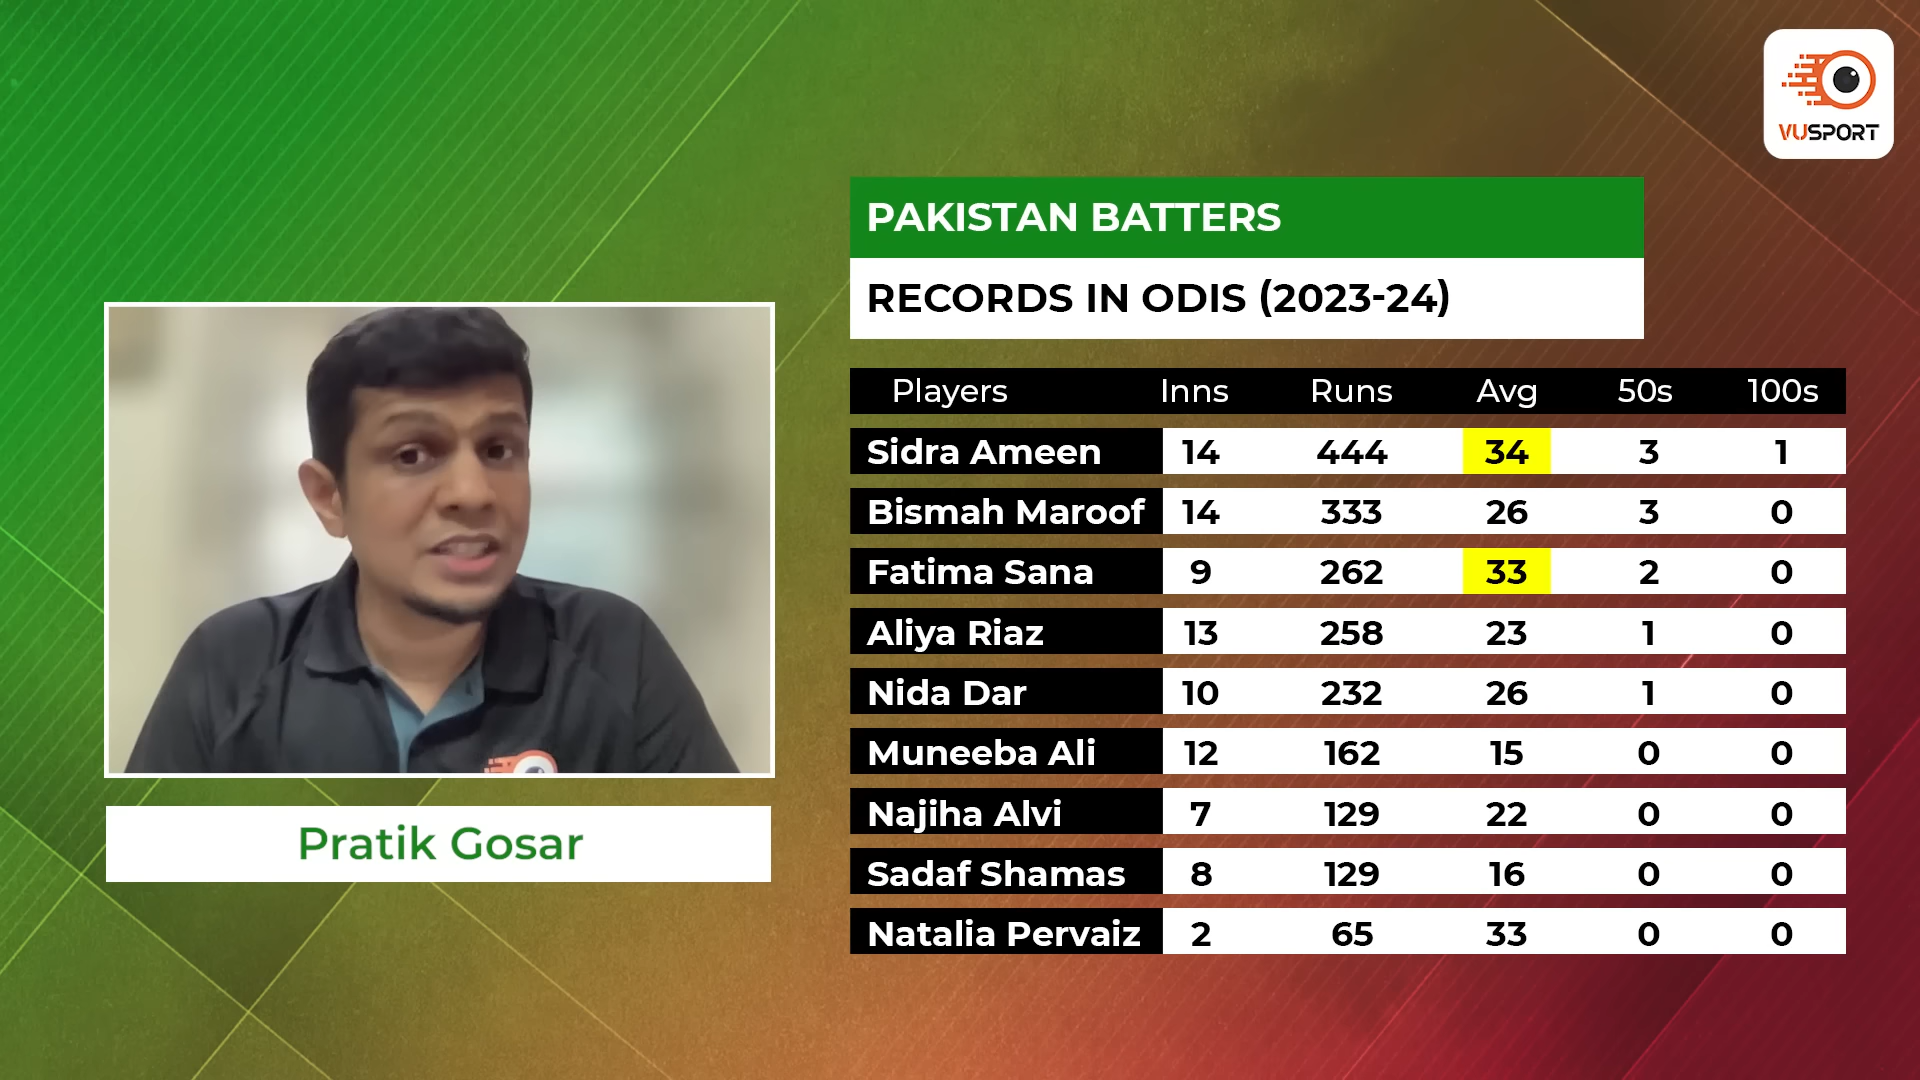 VUSPORT
PAKISTAN BATTERS
RECORDS IN ODIS (2023-24)
Players Inns Runs Avg 50s 100s
Sidra Ameen 14 444 34 3 1
Bismah Maroof 14 333 26 3 0
Fatima Sana 9 262 33 2 0
Aliya Riaz 13 258 23 1 0
Nida Dar 10 232 26 1 0
Muneeba Ali 12 162 15 0 0
Najiha Alvi 7 129 22 0 0
Sadaf Shamas 8 129 16 0 0
Natalia Pervaiz 2 65 33 0 0
Pratik Gosar